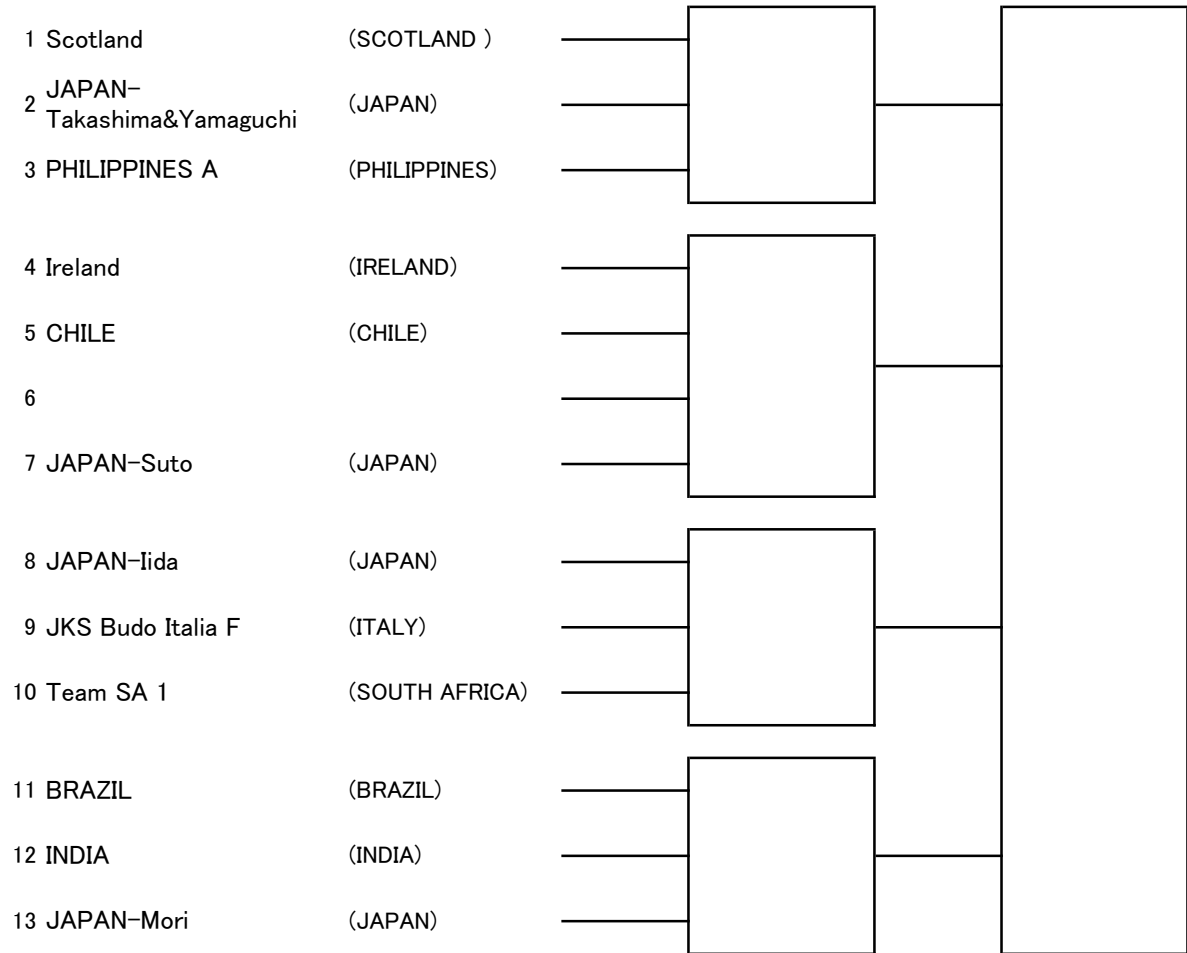 1 Scotland (SCOTLAND )
2 JAPAN-
Takashima&Yamaguchi (JAPAN)
3 PHILIPPINES A (PHILIPPINES)
4 Ireland (IRELAND)
5 CHILE (CHILE)
6
7 JAPAN-Suto (JAPAN)
8 JAPAN-Iida (JAPAN)
9 JKS Budo Italia F (ITALY)
10 Team SA 1 (SOUTH AFRICA)
11 BRAZIL (BRAZIL)
12 INDIA (INDIA)
13 JAPAN-Mori (JAPAN)